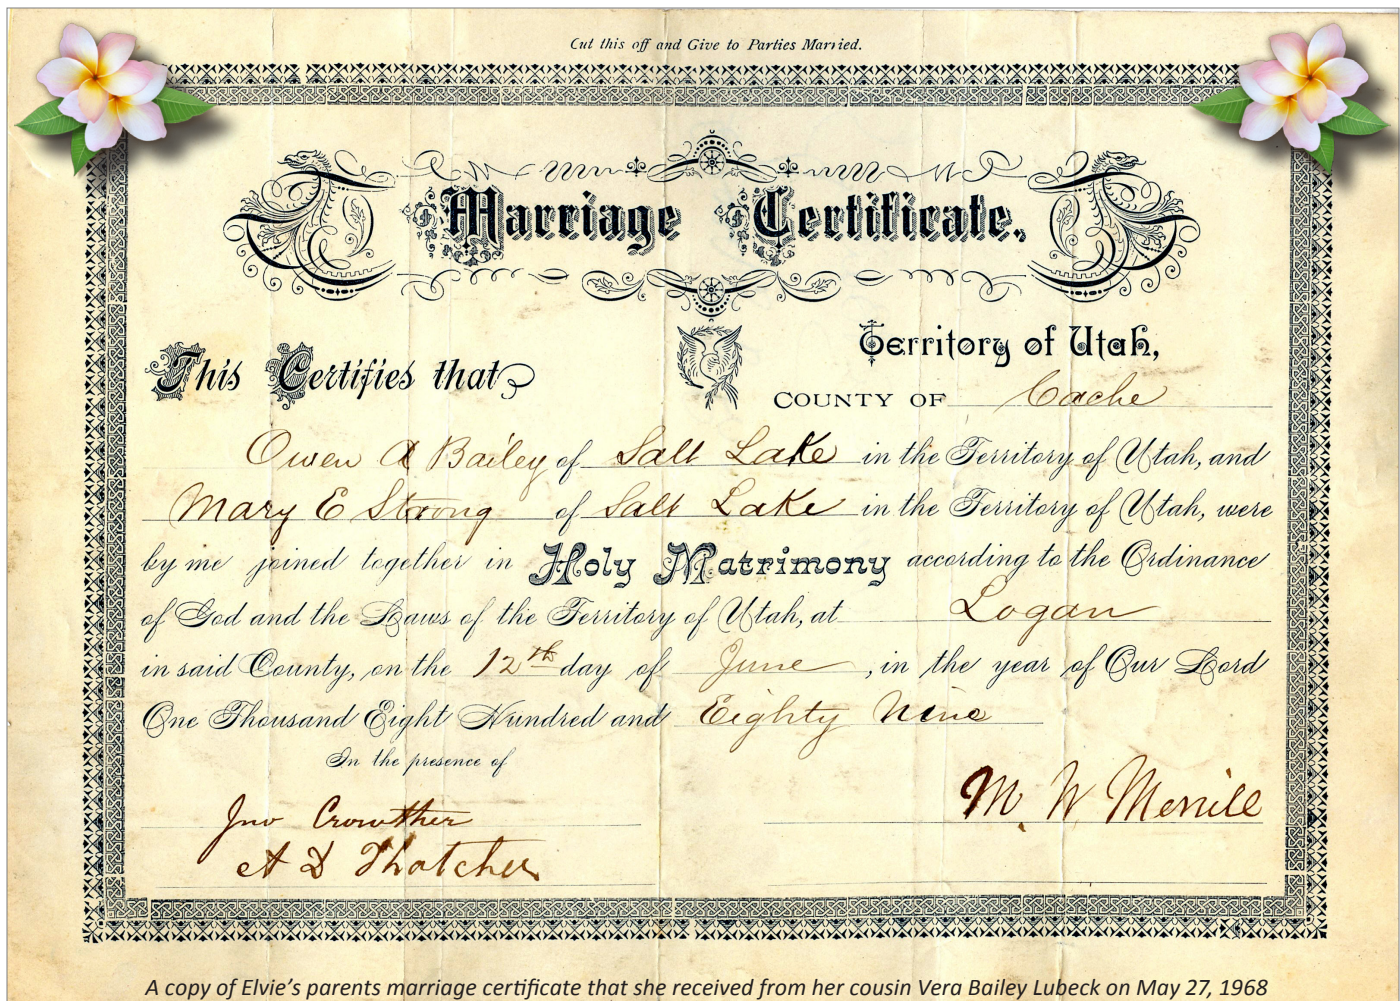 Cut this off and Give to Parties Married.
Marriage Certificate.
Territory of Utah,
This Certifies that
COUNTY OF Cache
Owen A Bailey of Salt Lake in the Territory of Utah, and
Mary E Strong of Salt Lake in the Territory of Utah, were
by me joined together in Holy Matrimony according to the Ordinance
of God and the Laws of the Territory of Utah, at Logan
in said County, on the 12th day of June, in the year of Our Lord
One Thousand Eight Hundred and Eighty Nine
In the presence of
M. W. Merrill
Jno Crowther
A D Thatcher
A copy of Elvie's parents marriage certificate that she received from her cousin Vera Bailey Lubeck on May 27, 1968